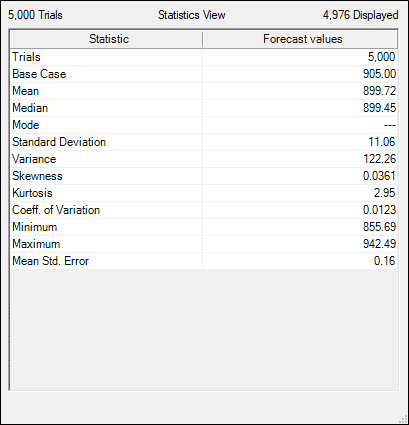 5,000 Trials Statistics View 4,976 Displayed
Statistic Forecast values
Trials 5,000
Base Case 905.00
Mean 899.72
Median 899.45
Mode ---
Standard Deviation 11.06
Variance 122.26
Skewness 0.0361
Kurtosis 2.95
Coeff. of Variation 0.0123
Minimum 855.69
Maximum 942.49
Mean Std. Error 0.16